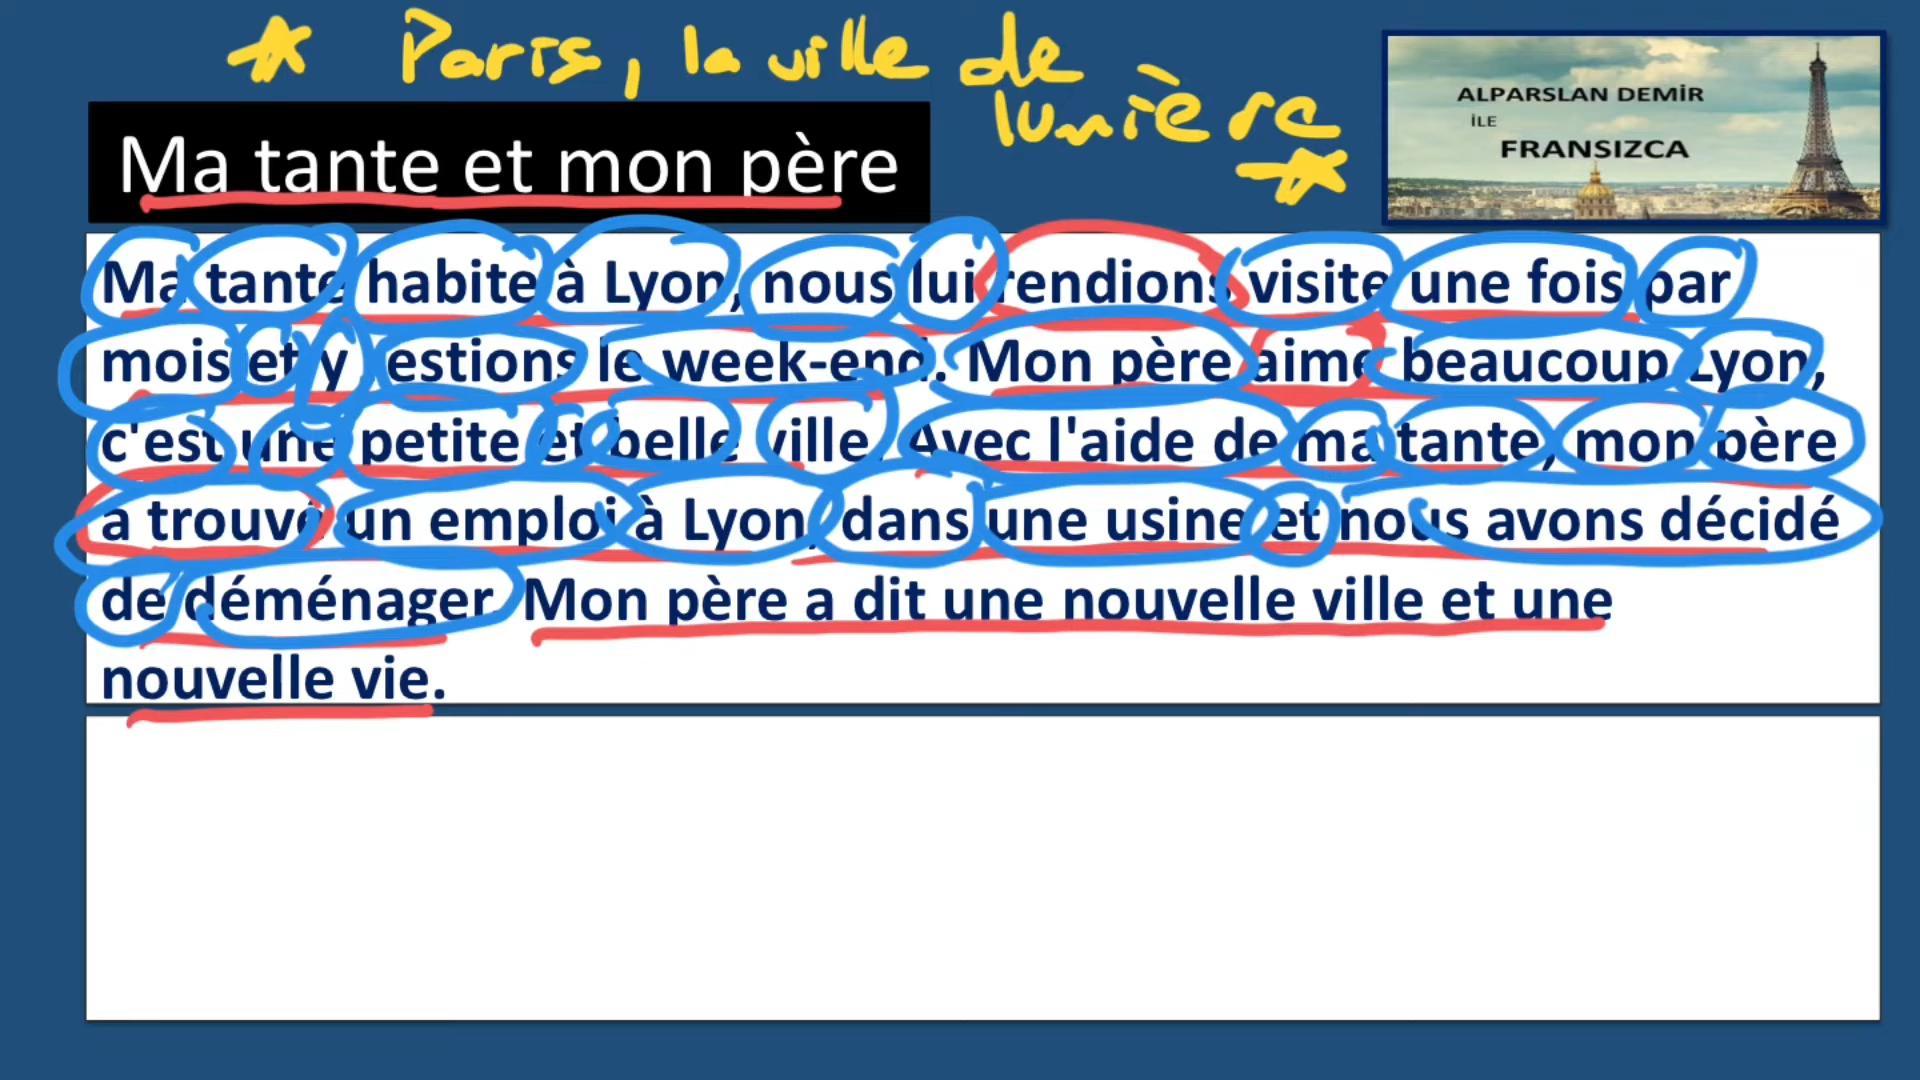 * Paris, la ville de
lumière *
Ma tante et mon père
ALPARSLAN DEMİR
İLE
FRANSIZCA
Ma tante habite à Lyon, nous lui rendions visite une fois par
mois et y restions le week-end. Mon père aime beaucoup Lyon,
c'est une petite et belle ville. Avec l'aide de ma tante, mon père
a trouvé un emploi à Lyon, dans une usine et nous avons décidé
de déménager. Mon père a dit une nouvelle ville et une
nouvelle vie.